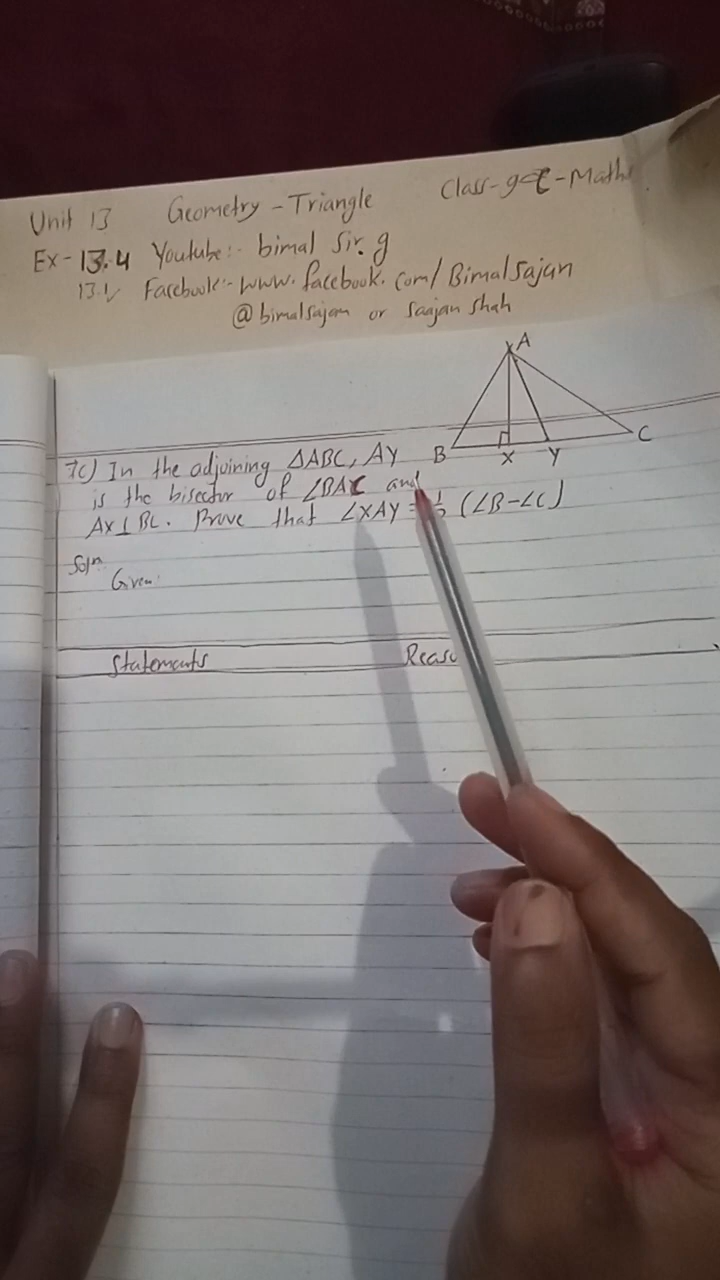 Unit 13 Geometry - Triangle Class-9 - Maths
Ex - 13.4 Youtube:- bimal sir.g
13.1 Facebook:- www.facebook.com/BimalSajan
@bimalsajan or saajan shah
A
B X Y C
7c) In the adjoining ΔABC, AY
is the bisector of ∠BAC and
AX⊥BC. Prove that ∠XAY = 1/2 (∠B-∠C)
Soln
Given:
Statements